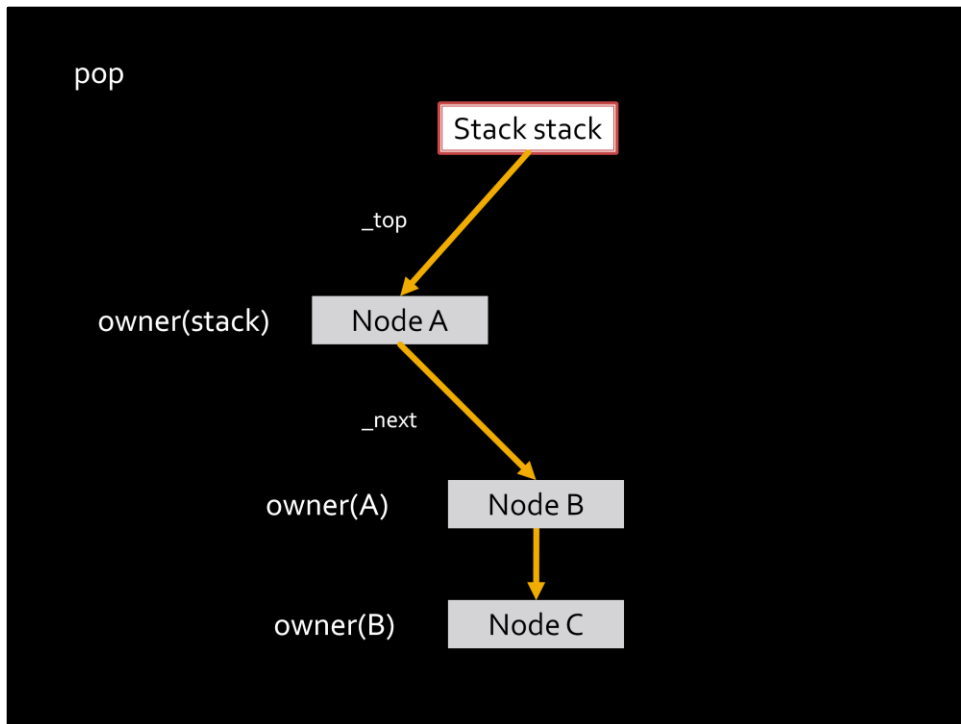 pop
Stack stack
_top
owner(stack)
Node A
_next
owner(A)
Node B
owner(B)
Node C